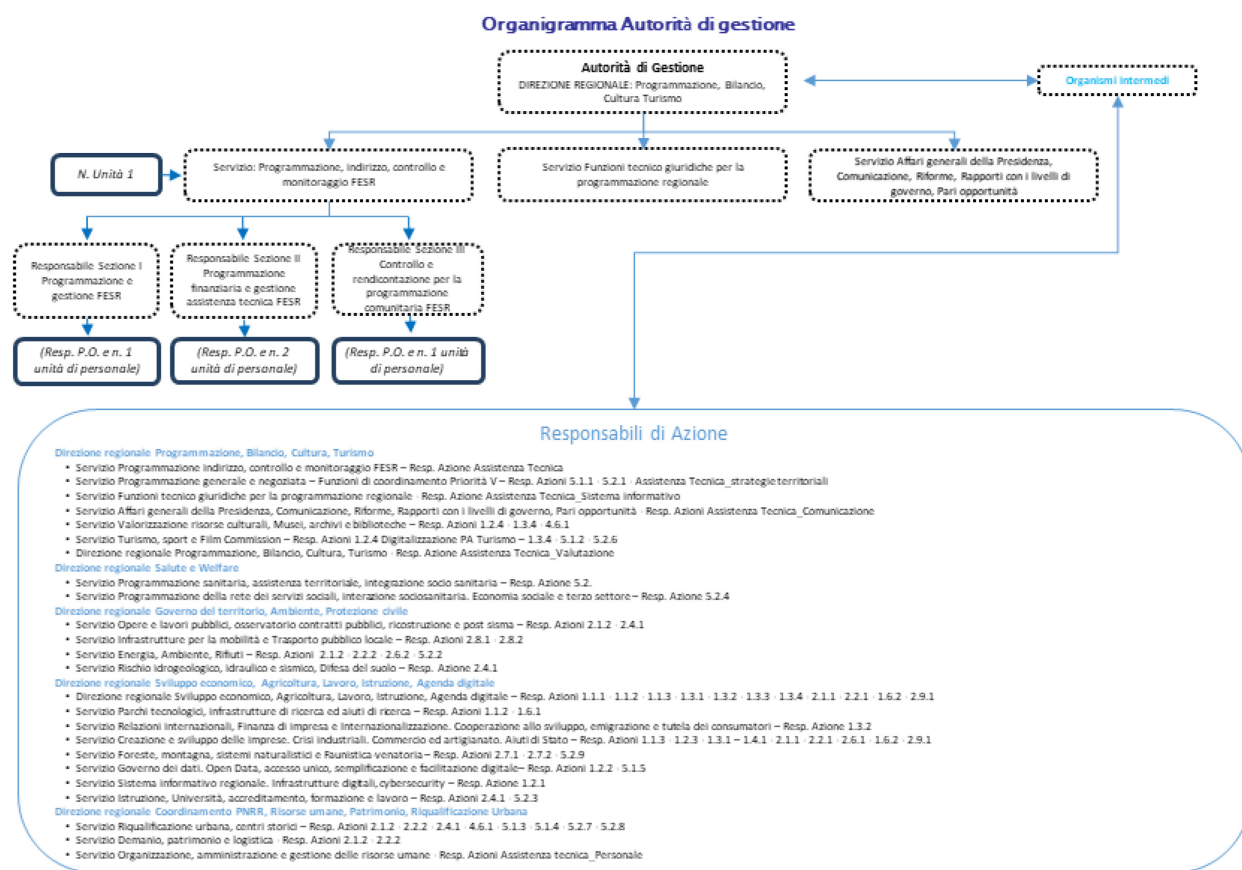 Organigramma Autorità di gestione
Autorità di Gestione
DIREZIONE REGIONALE: Programmazione, Bilancio,
Cultura Turismo
Organismi intermedi
N. Unità 1
Servizio: Programmazione, indirizzo, controllo e
monitoraggio FESR
Servizio Funzioni tecnico giuridiche per la
programmazione regionale
Servizio Affari generali della Presidenza,
Comunicazione, Riforme, Rapporti con i livelli di
governo, Pari opportunità
Responsabile Sezione I
Programmazione e
gestione FESR
Responsabile Sezione II
Programmazione
finanziaria e gestione
assistenza tecnica FESR
Responsabile Sezione III
Controllo e
rendicontazione per la
programmazione
comunitaria FESR
(Resp. P.O. e n. 1
unità di personale)
(Resp. P.O. e n. 2
unità di personale)
(Resp. P.O. e n. 1 unità
di personale)
Responsabili di Azione
Direzione regionale Programmazione, Bilancio, Cultura, Turismo
• Servizio Programmazione indirizzo, controllo e monitoraggio FESR – Resp. Azione Assistenza Tecnica
• Servizio Programmazione generale e negoziata – Funzioni di coordinamento Priorità V – Resp. Azioni 5.1.1 - 5.2.1 - Assistenza Tecnica_strategie territoriali
• Servizio Funzioni tecnico giuridiche per la programmazione regionale - Resp. Azione Assistenza Tecnica_Sistema informativo
• Servizio Affari generali della Presidenza, Comunicazione, Riforme, Rapporti con i livelli di governo, Pari opportunità - Resp. Azioni Assistenza Tecnica_Comunicazione
• Servizio Valorizzazione risorse culturali, Musei, archivi e biblioteche – Resp. Azioni 1.2.4 - 1.3.4 - 4.6.1
• Servizio Turismo, sport e Film Commission – Resp. Azioni 1.2.4 Digitalizzazione PA Turismo – 1.3.4 - 5.1.2 - 5.2.6
• Direzione regionale Programmazione, Bilancio, Cultura, Turismo - Resp. Azione Assistenza Tecnica_Valutazione
Direzione regionale Salute e Welfare
• Servizio Programmazione sanitaria, assistenza territoriale, integrazione socio sanitaria – Resp. Azione 5.2.
• Servizio Programmazione della rete dei servizi sociali, interazione sociosanitaria. Economia sociale e terzo settore – Resp. Azione 5.2.4
Direzione regionale Governo del territorio, Ambiente, Protezione civile
• Servizio Opere e lavori pubblici, osservatorio contratti pubblici, ricostruzione e post sisma – Resp. Azioni 2.1.2 - 2.4.1
• Servizio Infrastrutture per la mobilità e Trasporto pubblico locale – Resp. Azioni 2.8.1 - 2.8.2
• Servizio Energia, Ambiente, Rifiuti – Resp. Azioni 2.1.2 - 2.2.2 - 2.6.2 - 5.2.2
• Servizio Rischio idrogeologico, idraulico e sismico, Difesa del suolo – Resp. Azione 2.4.1
Direzione regionale Sviluppo economico, Agricoltura, Lavoro, Istruzione, Agenda digitale
• Direzione regionale Sviluppo economico, Agricoltura, Lavoro, Istruzione, Agenda digitale – Resp. Azioni 1.1.1 - 1.1.2 - 1.1.3 - 1.3.1 - 1.3.2 - 1.3.3 - 1.3.4 - 2.1.1 - 2.2.1 - 1.6.2 - 2.9.1
• Servizio Parchi tecnologici, infrastrutture di ricerca ed aiuti di ricerca – Resp. Azioni 1.1.2 - 1.6.1
• Servizio Relazioni internazionali, Finanza di impresa e Internazionalizzazione. Cooperazione allo sviluppo, emigrazione e tutela dei consumatori – Resp. Azione 1.3.2
• Servizio Creazione e sviluppo delle imprese. Crisi industriali. Commercio ed artigianato. Aiuti di Stato – Resp. Azioni 1.1.3 - 1.2.3 - 1.3.1 – 1.4.1 - 2.1.1 - 2.2.1 - 2.6.1 - 1.6.2 - 2.9.1
• Servizio Foreste, montagna, sistemi naturalistici e Faunistica-venatoria – Resp. Azioni 2.7.1 - 2.7.2 - 5.2.9
• Servizio Governo dei dati. Open Data, accesso unico, semplificazione e facilitazione digitale– Resp. Azioni 1.2.2 - 5.1.5
• Servizio Sistema informativo regionale. Infrastrutture digitali, cybersecurity – Resp. Azione 1.2.1
• Servizio Istruzione, Università, accreditamento, formazione e lavoro – Resp. Azioni 2.4.1 - 5.2.3
Direzione regionale Coordinamento PNRR, Risorse umane, Patrimonio, Riqualificazione Urbana
• Servizio Riqualificazione urbana, centri storici – Resp. Azioni 2.1.2 - 2.2.2 - 2.4.1 - 4.6.1 - 5.1.3 - 5.1.4 - 5.2.7 - 5.2.8
• Servizio Demanio, patrimonio e logistica - Resp. Azioni 2.1.2 - 2.2.2
• Servizio Organizzazione, amministrazione e gestione delle risorse umane - Resp. Azioni Assistenza tecnica_Personale